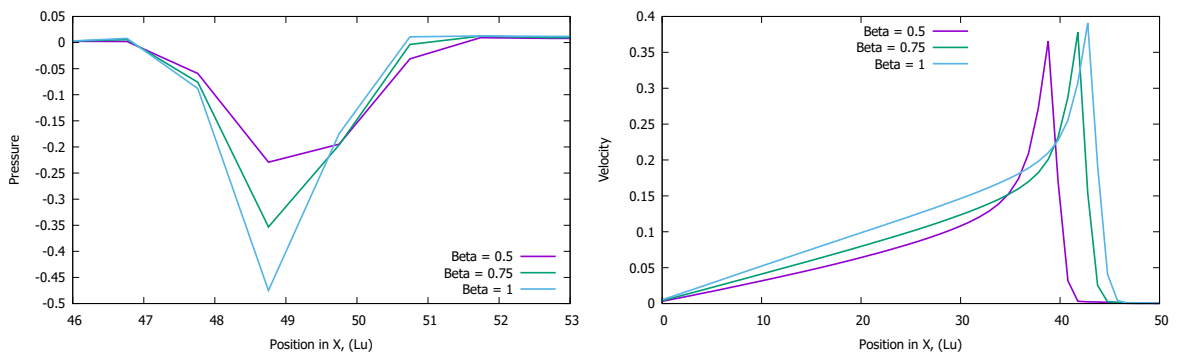 0.05
0
-0.05
-0.1
-0.15
-0.2
-0.25
-0.3
-0.35
-0.4
-0.45
-0.5
Pressure
46 47 48 49 50 51 52 53
Position in X, (Lu)
Beta = 0.5
Beta = 0.75
Beta = 1
0.4
0.35
0.3
0.25
0.2
0.15
0.1
0.05
0
Velocity
0 10 20 30 40 50
Position in X, (Lu)
Beta = 0.5
Beta = 0.75
Beta = 1